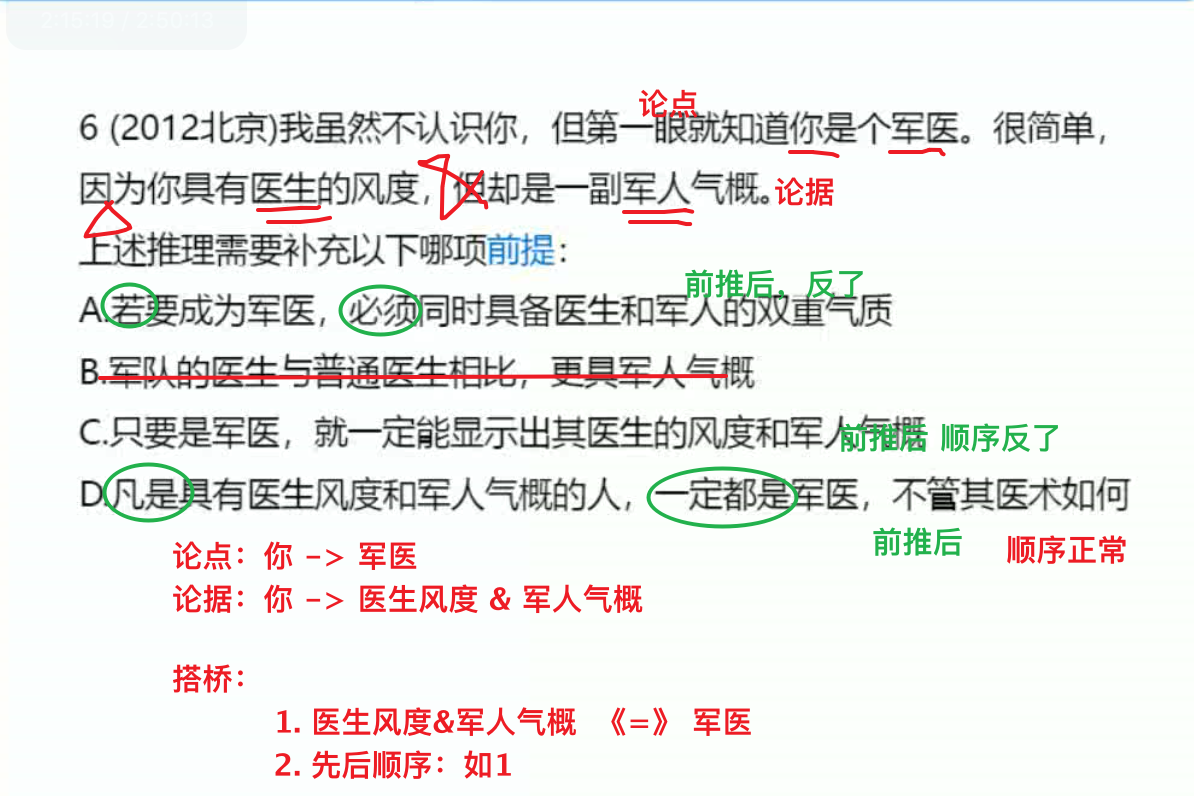 2:15:19 / 2:50:13
论点
6 (2012北京)我虽然不认识你，但第一眼就知道你是个军医。很简单，
因为你具有医生的风度，但却是一副军人气概。论据
上述推理需要补充以下哪项前提：
前推后，反了
A.若要成为军医，必须同时具备医生和军人的双重气质
B.军队的医生与普通医生相比，更具军人气概
C.只要是军医，就一定能显示出其医生的风度和军人气概
前推后 顺序反了
D.凡是具有医生风度和军人气概的人，一定都是军医，不管其医术如何
前推后 顺序正常
论点：你 -> 军医
论据：你 -> 医生风度 & 军人气概
搭桥：
1. 医生风度&军人气概 《=》 军医
2. 先后顺序：如1